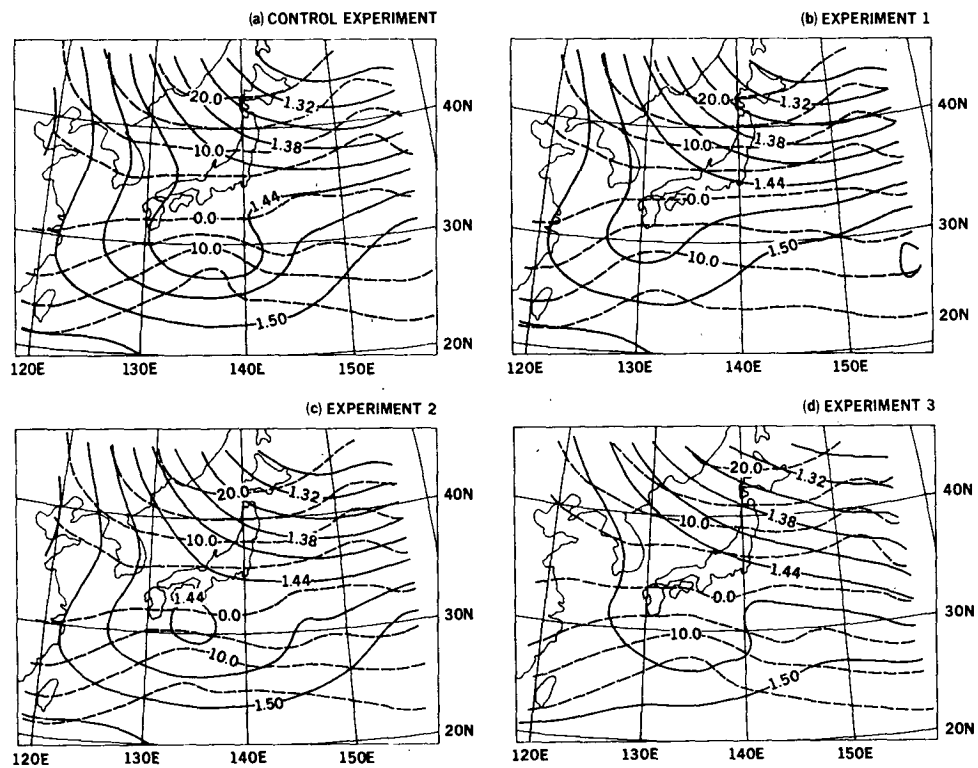 (a) CONTROL EXPERIMENT
20.0
1.32
10.0
1.38
1.44
0.0
10.0
1.50
40N
30N
20N
120E
130E
140E
150E
(b) EXPERIMENT 1
20.0
1.32
10.0
1.38
1.44
0.0
1.50
10.0
40N
30N
20N
120E
130E
140E
150E
(c) EXPERIMENT 2
20.0
1.32
10.0
1.38
1.44
1.44
0.0
10.0
1.50
40N
30N
20N
120E
130E
140E
150E
(d) EXPERIMENT 3
20.0
1.32
10.0
1.38
1.44
0.0
10.0
1.50
40N
30N
20N
120E
130E
140E
150E